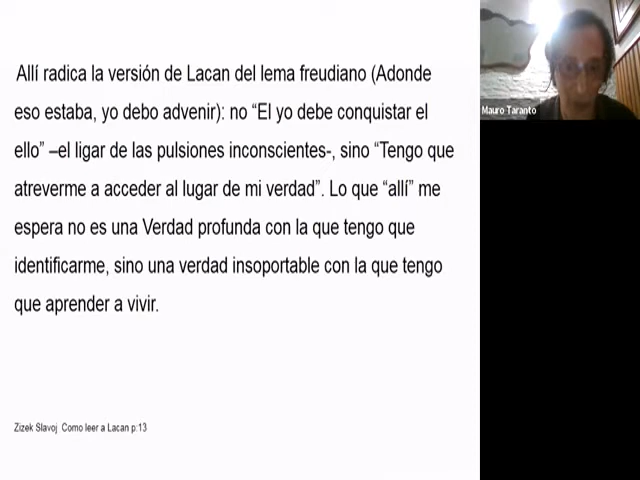 Allí radica la versión de Lacan del lema freudiano (Adonde
eso estaba, yo debo advenir): no “El yo debe conquistar el
ello” –el ligar de las pulsiones inconscientes-, sino “Tengo que
atreverme a acceder al lugar de mi verdad”. Lo que “allí” me
espera no es una Verdad profunda con la que tengo que
identificarme, sino una verdad insoportable con la que tengo
que aprender a vivir.
Zizek Slavoj Como leer a Lacan p:13
Mauro Taranto